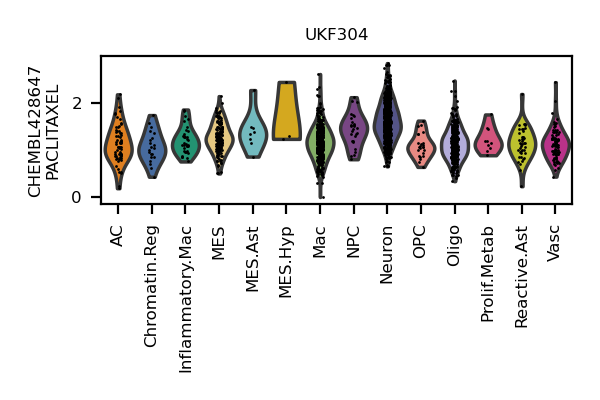 UKF304
CHEMBL428647
PACLITAXEL
2
0
AC
Chromatin.Reg
Inflammatory.Mac
MES
MES.Ast
MES.Hyp
Mac
NPC
Neuron
OPC
Oligo
Prolif.Metab
Reactive.Ast
Vasc